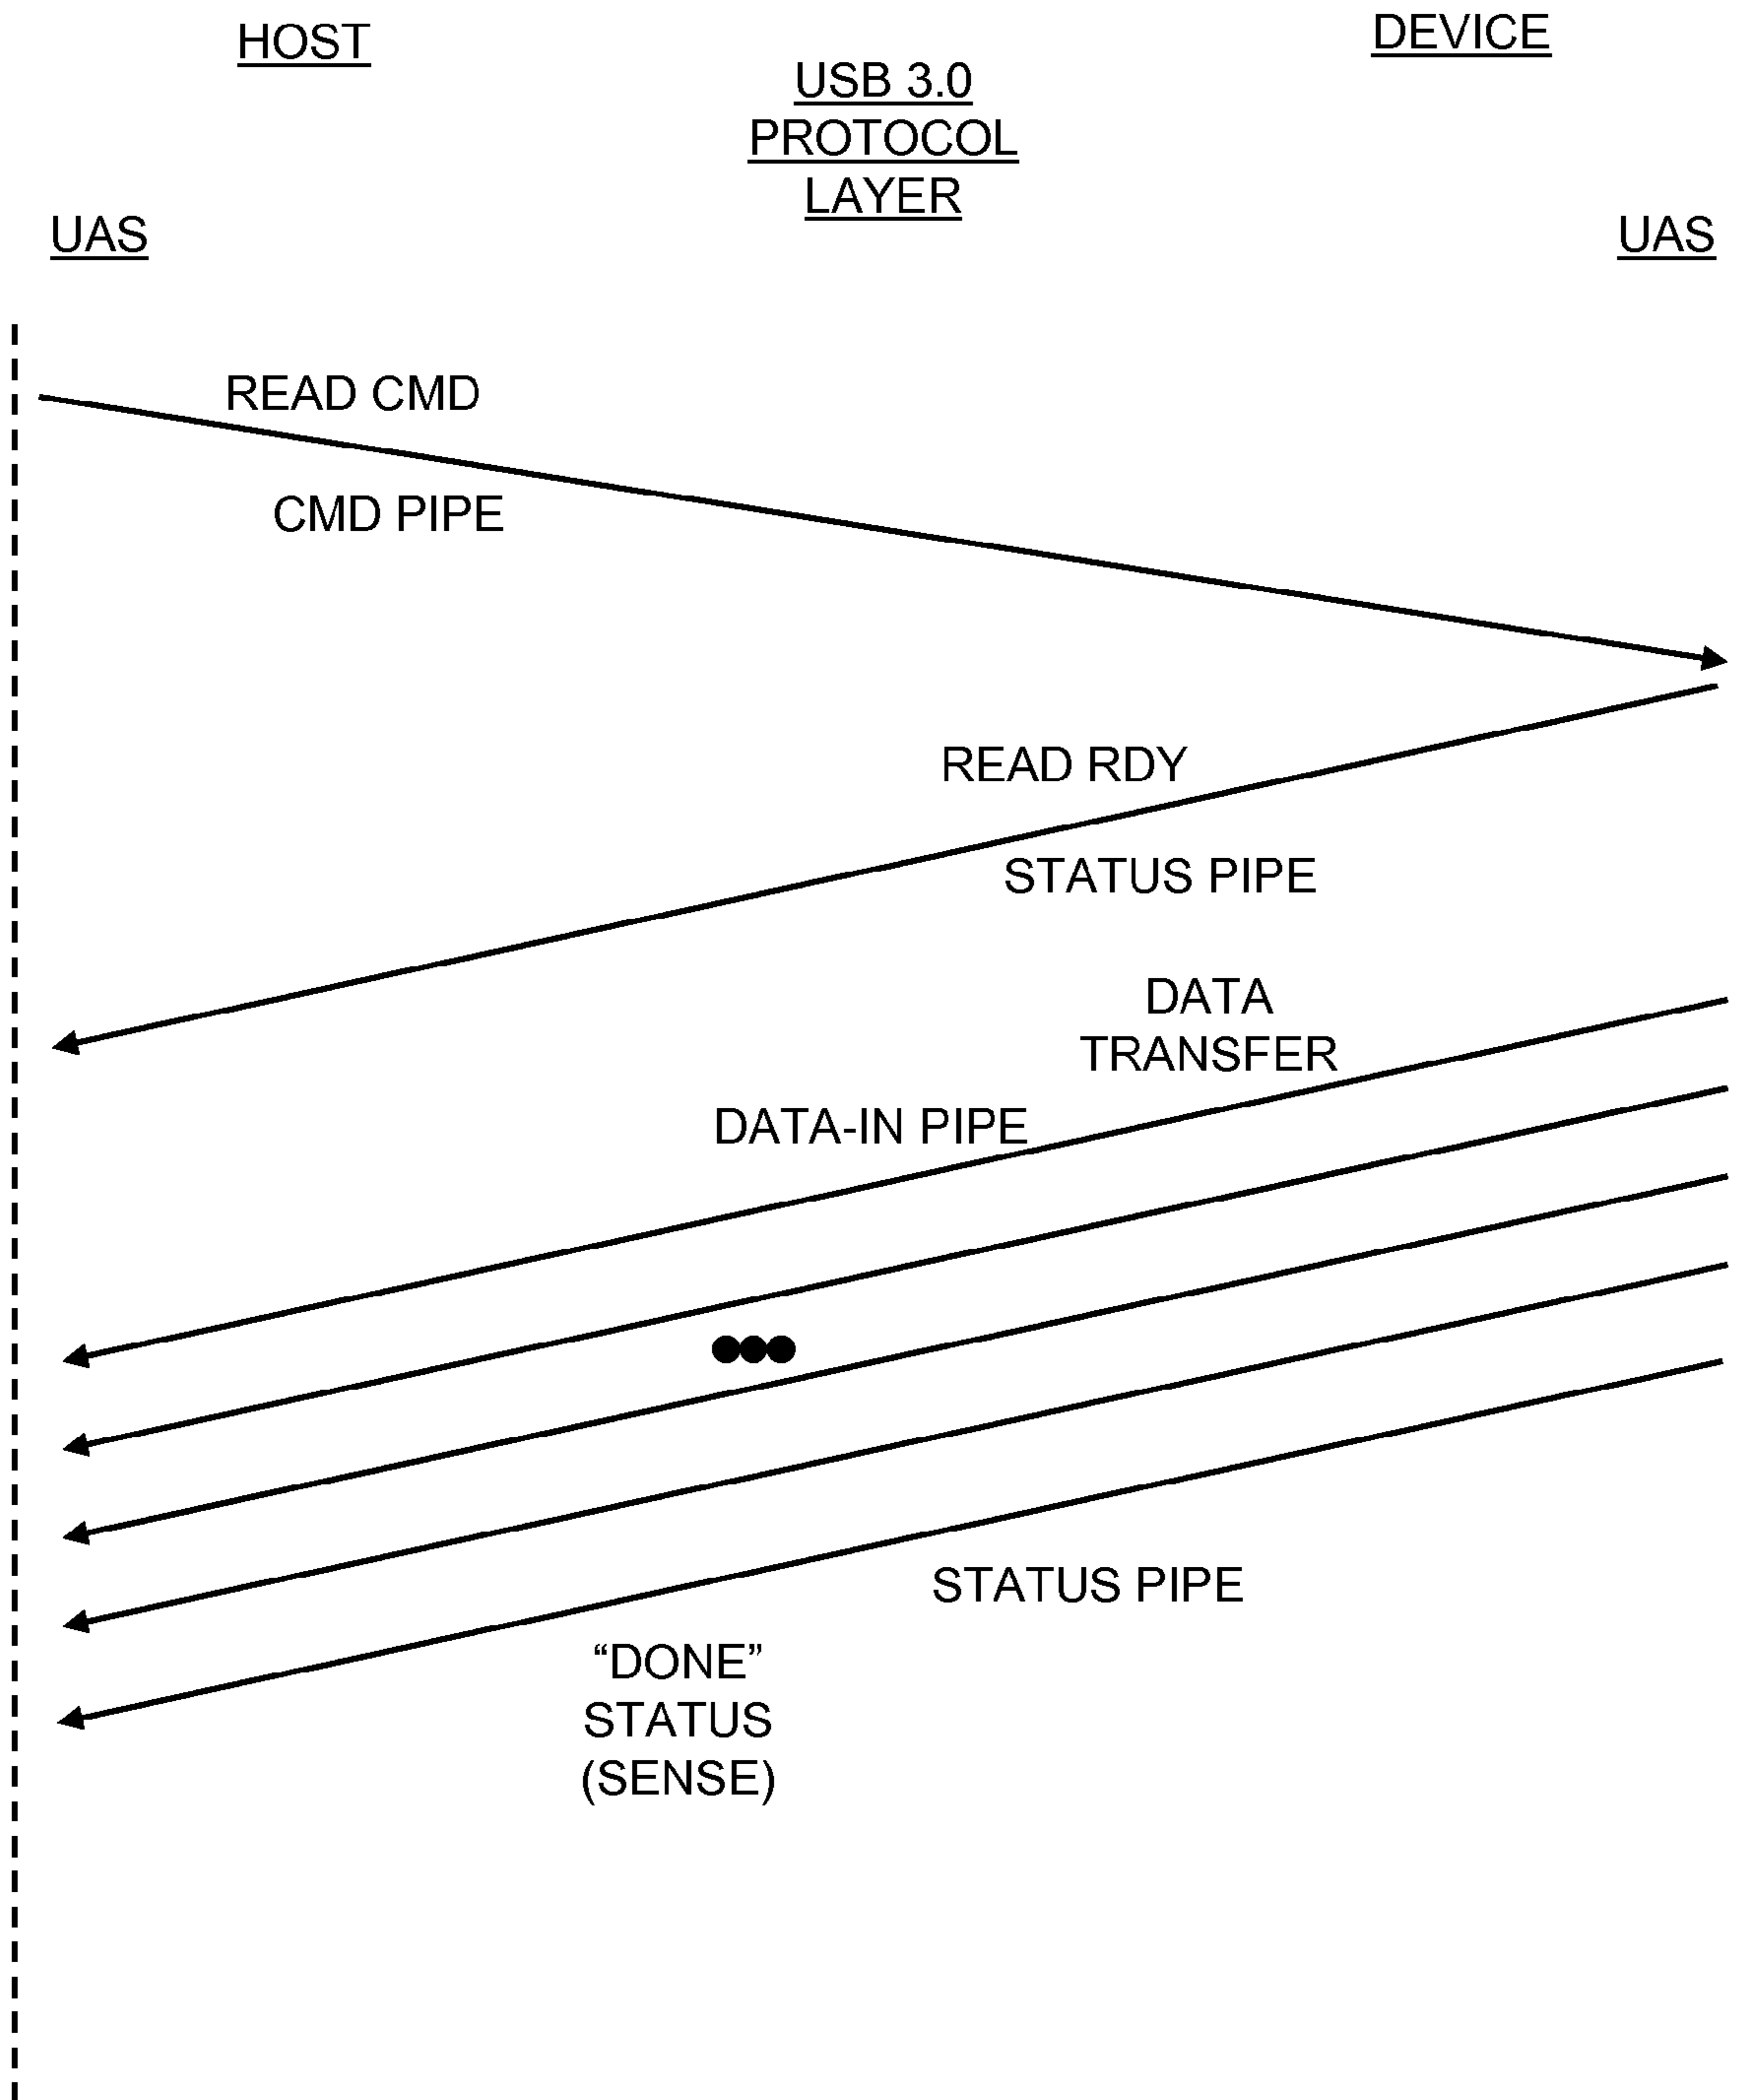 HOST
DEVICE
USB 3.0
PROTOCOL
LAYER
UAS
UAS
READ CMD
CMD PIPE
READ RDY
STATUS PIPE
DATA
TRANSFER
DATA-IN PIPE
STATUS PIPE
“DONE”
STATUS
(SENSE)